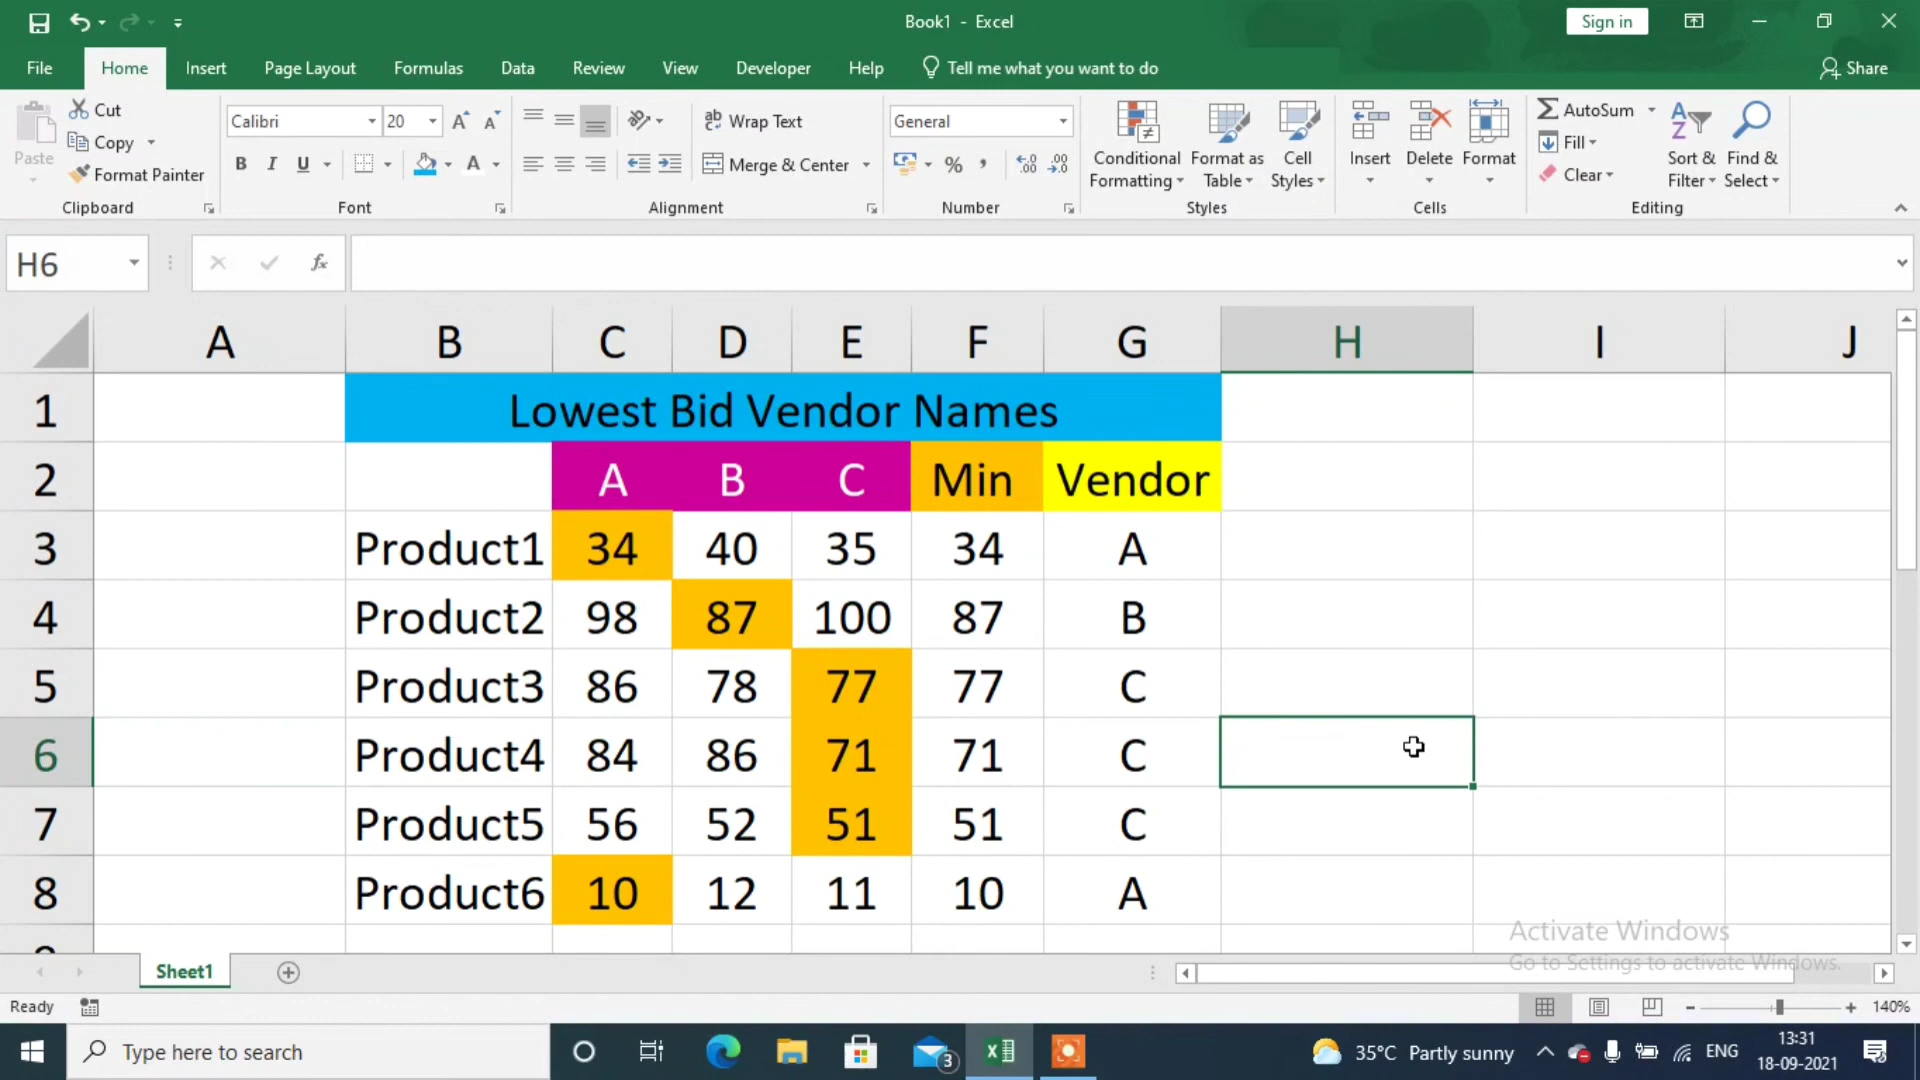 Book1 - Excel
Sign in
File Home Insert Page Layout Formulas Data Review View Developer Help Tell me what you want to do Share
Paste
Cut
Copy
Format Painter
Clipboard
Calibri 20
B I U A
Font
Wrap Text
Merge & Center
Alignment
General
%
Number
Conditional Formatting
Format as Table
Cell Styles
Styles
Insert Delete Format
Cells
AutoSum
Fill
Clear
Sort & Filter
Find & Select
Editing
H6 fx
A B C D E F G H I J
1 Lowest Bid Vendor Names
2 A B C Min Vendor
3 Product1 34 40 35 34 A
4 Product2 98 87 100 87 B
5 Product3 86 78 77 77 C
6 Product4 84 86 71 71 C
7 Product5 56 52 51 51 C
8 Product6 10 12 11 10 A
Activate Windows
Go to Settings to activate Windows.
Sheet1
Ready 140%
Type here to search 3 35°C Partly sunny ENG 13:31
18-09-2021